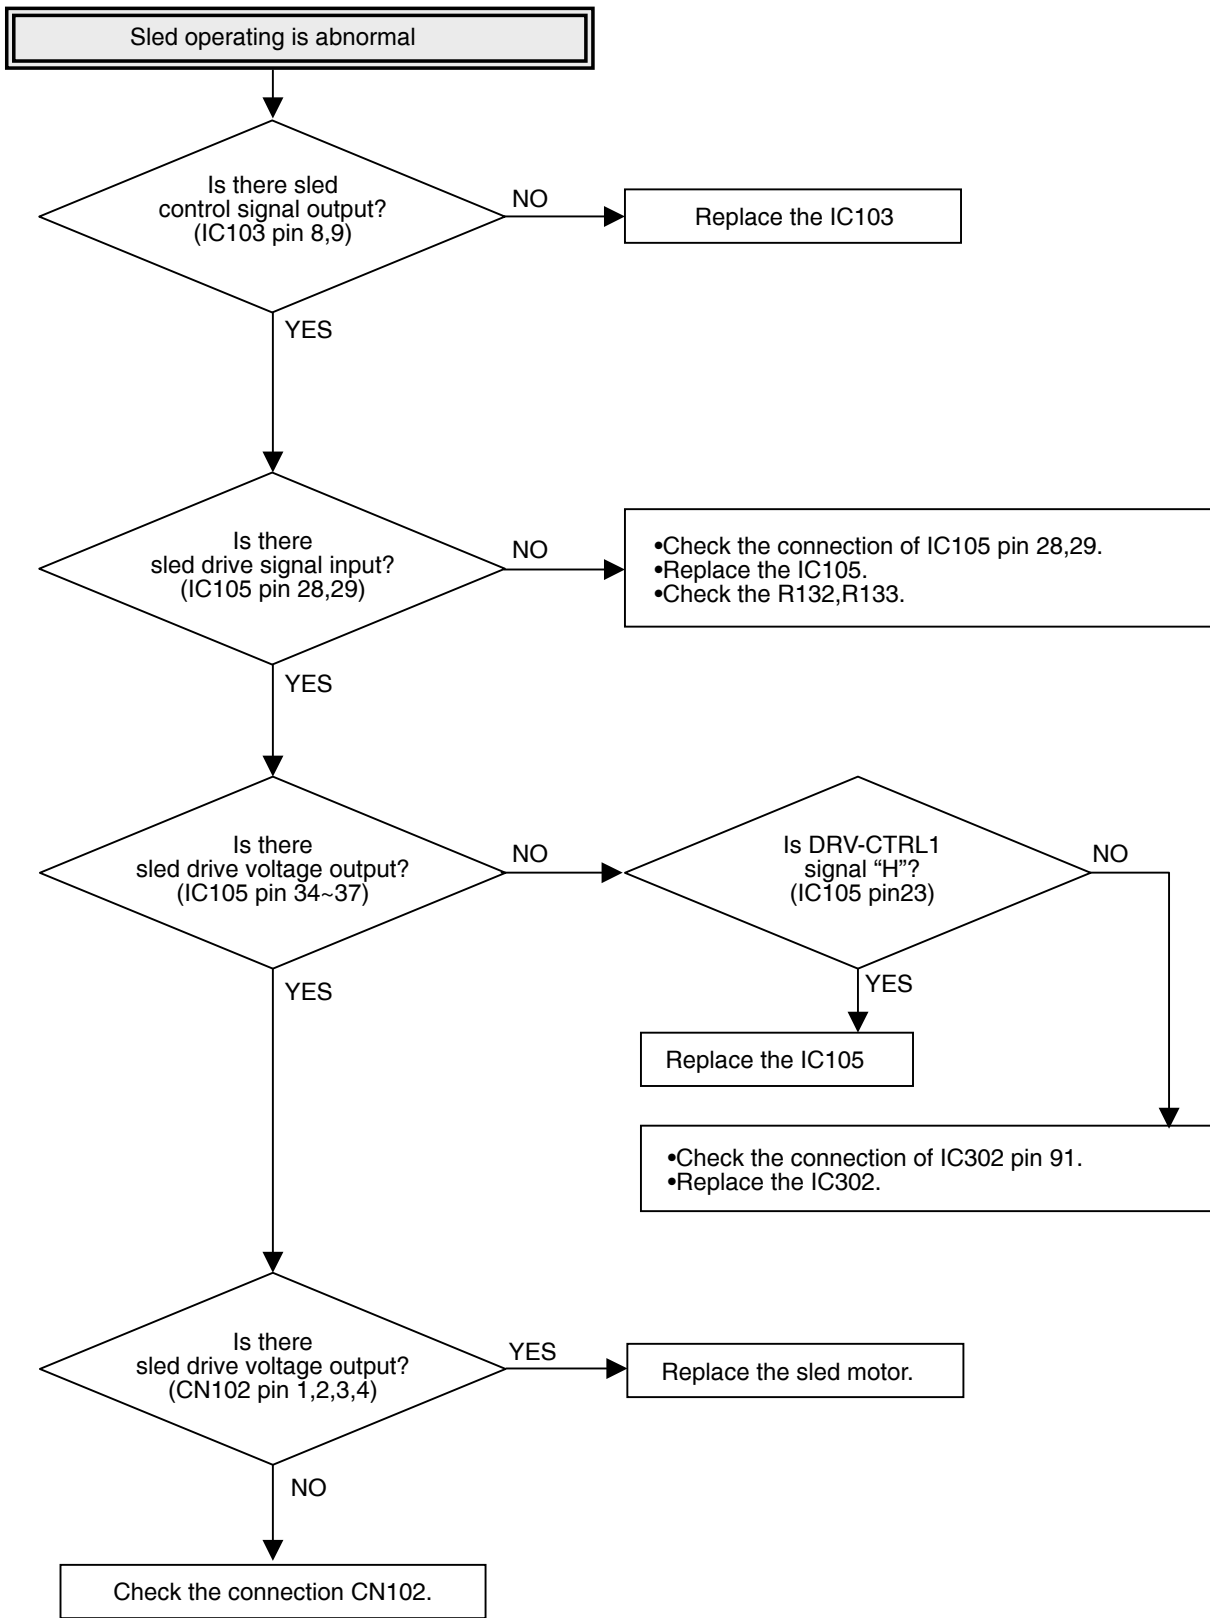 Sled operating is abnormal
Is there sled
control signal output?
(IC103 pin 8,9)
NO
Replace the IC103
YES
Is there
sled drive signal input?
(IC105 pin 28,29)
NO
•Check the connection of IC105 pin 28,29.
•Replace the IC105.
•Check the R132,R133.
YES
Is there
sled drive voltage output?
(IC105 pin 34~37)
NO
Is DRV-CTRL1
signal “H”?
(IC105 pin23)
NO
YES
YES
Replace the IC105
•Check the connection of IC302 pin 91.
•Replace the IC302.
Is there
sled drive voltage output?
(CN102 pin 1,2,3,4)
YES
Replace the sled motor.
NO
Check the connection CN102.